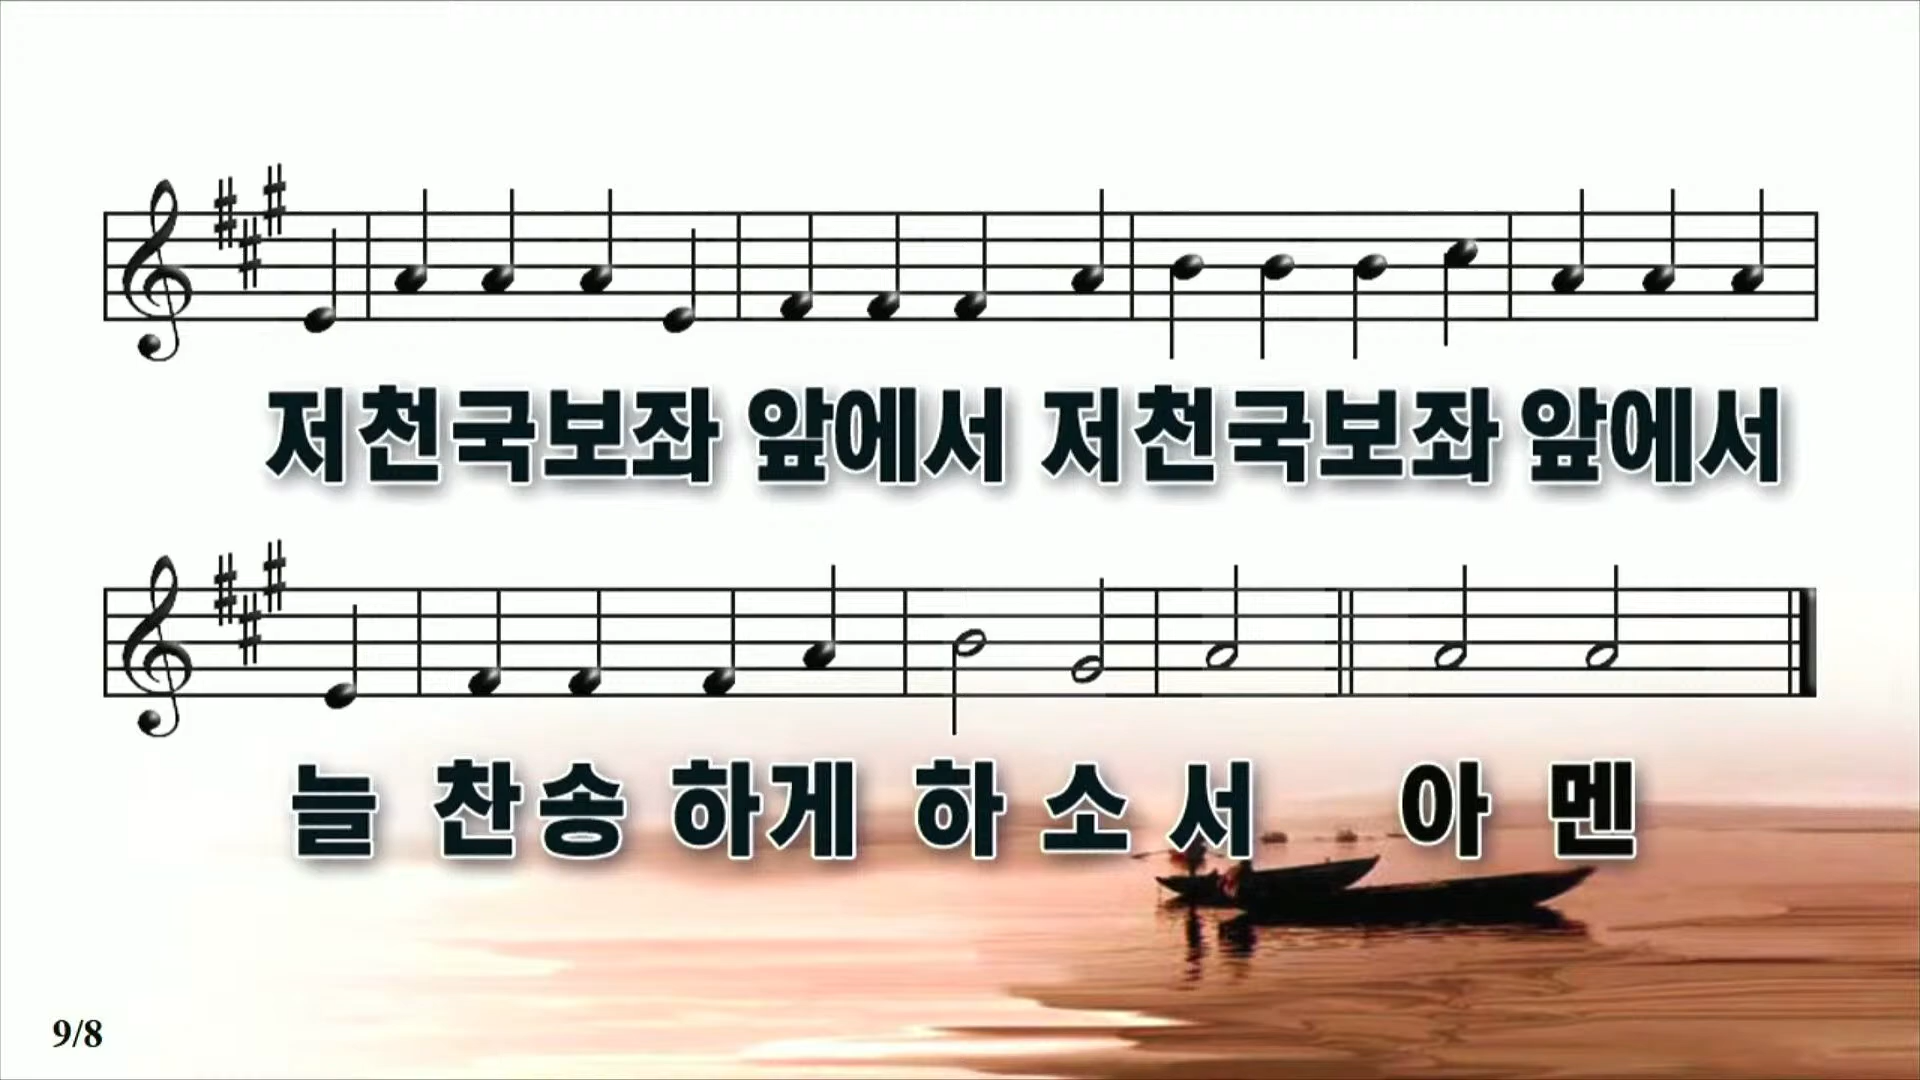 저천국보좌 앞에서 저천국보좌 앞에서
늘 찬송 하게 하 소 서 아 멘
9/8